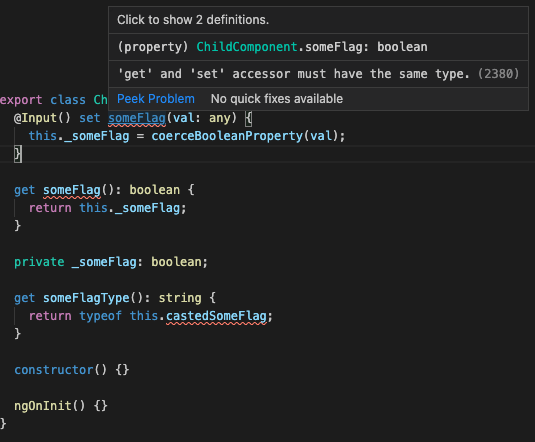 Click to show 2 definitions.
(property) ChildComponent.someFlag: boolean
'get' and 'set' accessor must have the same type. (2380)
Peek Problem No quick fixes available
export class Ch
@Input() set someFlag(val: any) {
this._someFlag = coerceBooleanProperty(val);
}
get someFlag(): boolean {
return this._someFlag;
}
private _someFlag: boolean;
get someFlagType(): string {
return typeof this.castedSomeFlag;
}
constructor() {}
ngOnInit() {}
}